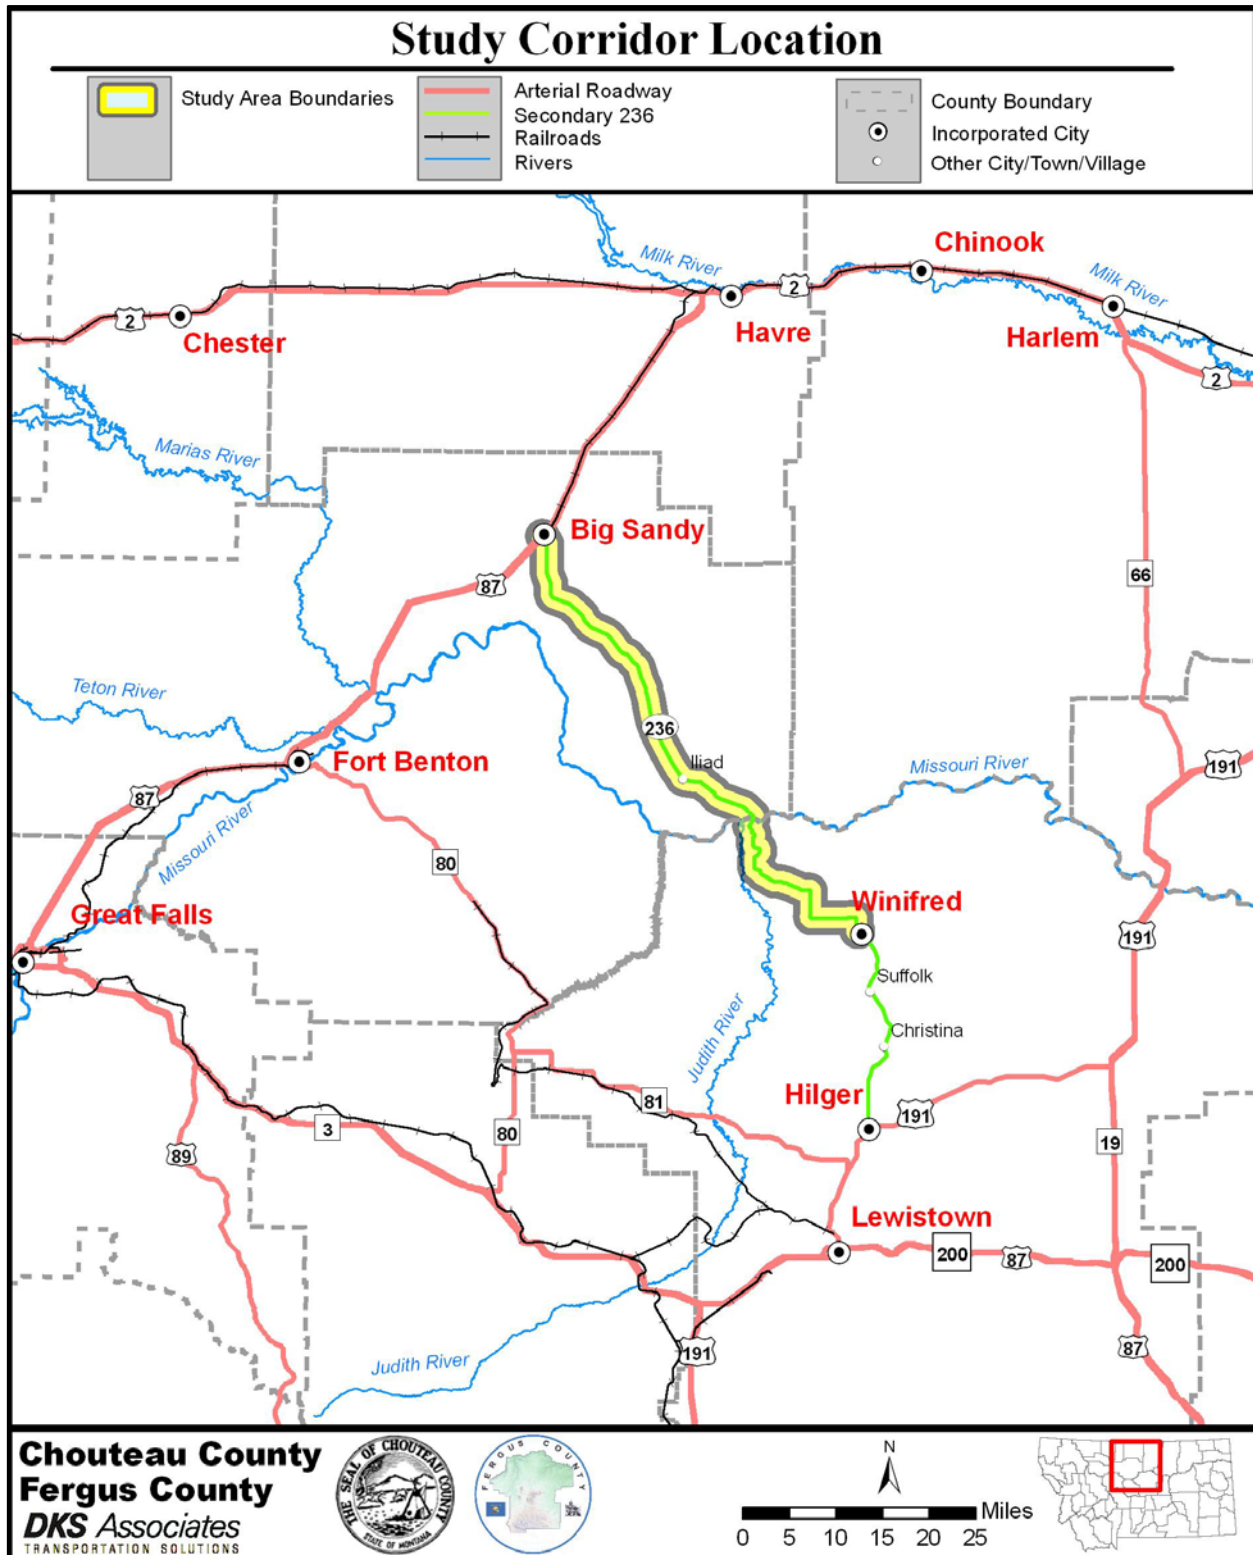 Study Corridor Location
Study Area Boundaries
Arterial Roadway
Secondary 236
Railroads
Rivers
County Boundary
Incorporated City
Other City/Town/Village
Chinook
Milk River
Milk River
2
Havre
Harlem
2
Chester
2
Marias River
Big Sandy
87
66
Teton River
236
Iliad
Fort Benton
Missouri River
191
87
Missouri River
80
Great Falls
Winifred
191
Suffolk
Judith River
Christina
Hilger
81
191
3
80
19
89
Lewistown
200
87
200
191
87
Judith River
Chouteau County
Fergus County
DKS Associates
TRANSPORTATION SOLUTIONS
THE SEAL OF CHOUTEAU COUNTY
STATE OF MONTANA
FERGUS COUNTY
N
Miles
0 5 10 15 20 25